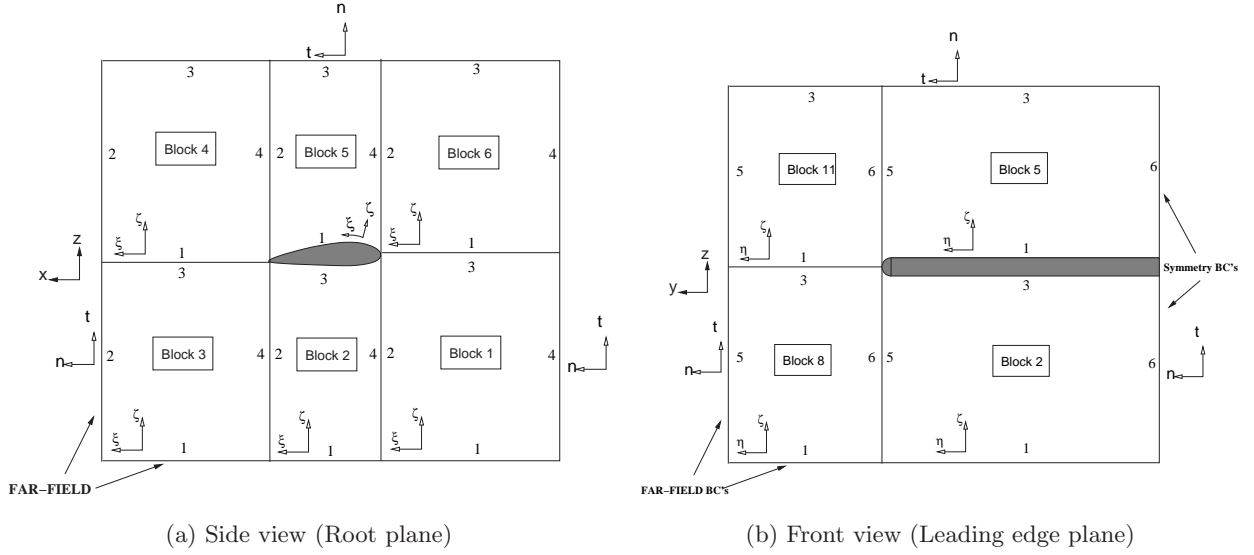 n
t
3 3 3
2 Block 4 4 2 Block 5 4 2 Block 6 4
ζ ξ ζ ζ
ξ 1 1 ξ 1
z
x
3 3 3
t t
n n
2 Block 3 4 2 Block 2 4 2 Block 1 4
ζ ζ ζ
ξ 1 ξ 1 ξ 1
FAR–FIELD
(a) Side view (Root plane)
n
t
3 3
5 Block 11 6 5 Block 5 6
ζ ζ
η 1 η 1
z
y
3 3
Symmetry BC's
t t
n n
5 Block 8 6 5 Block 2 6
ζ ζ
η 1 η 1
FAR–FIELD BC's
(b) Front view (Leading edge plane)